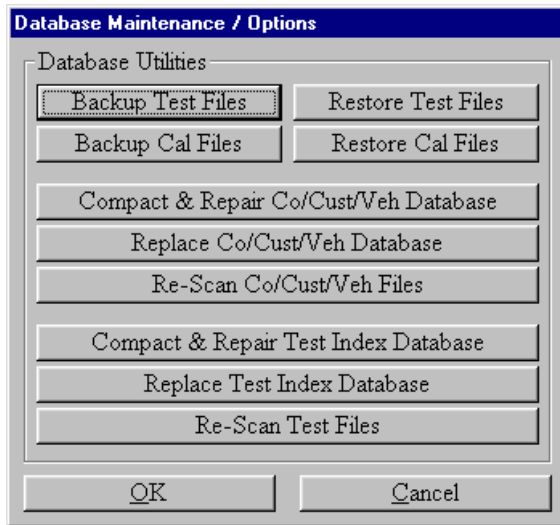 Database Maintenance / Options
Database Utilities
Backup Test Files Restore Test Files
Backup Cal Files Restore Cal Files
Compact & Repair Co/Cust/Veh Database
Replace Co/Cust/Veh Database
Re-Scan Co/Cust/Veh Files
Compact & Repair Test Index Database
Replace Test Index Database
Re-Scan Test Files
OK Cancel